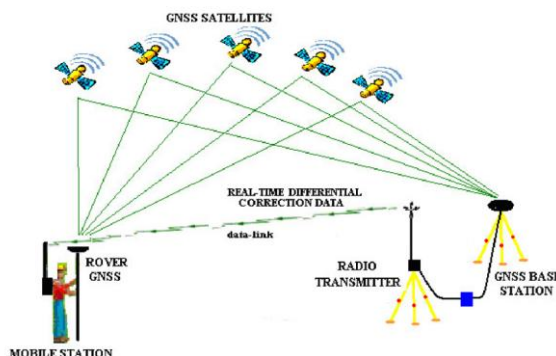 GNSS SATELLITES
REAL-TIME DIFFERENTIAL
CORRECTION DATA
data-link
ROVER
GNSS
RADIO
TRANSMITTER
GNSS BASE
STATION
MOBILE STATION